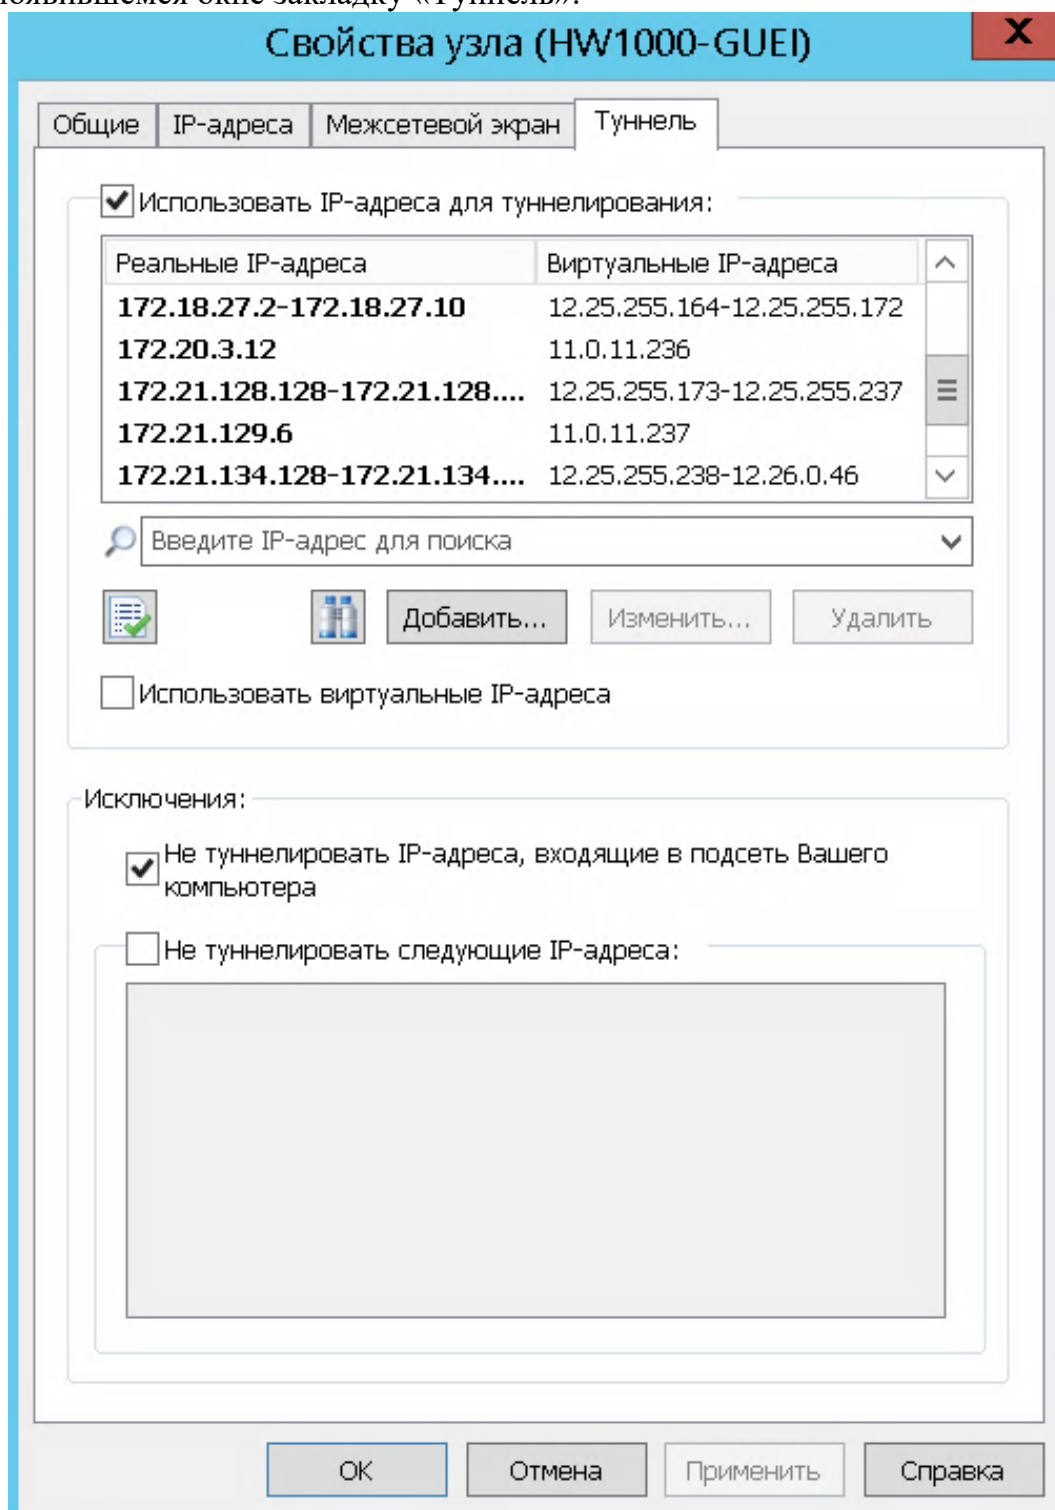 появившемся окне закладку «Туннель».
Свойства узла (HW1000-GUEI)
Общие IP-адреса Межсетевой экран Туннель
Использовать IP-адреса для туннелирования:
Реальные IP-адреса Виртуальные IP-адреса
172.18.27.2-172.18.27.10 12.25.255.164-12.25.255.172
172.20.3.12 11.0.11.236
172.21.128.128-172.21.128.... 12.25.255.173-12.25.255.237
172.21.129.6 11.0.11.237
172.21.134.128-172.21.134.... 12.25.255.238-12.26.0.46
Введите IP-адрес для поиска
Добавить... Изменить... Удалить
Использовать виртуальные IP-адреса
Исключения:
Не туннелировать IP-адреса, входящие в подсеть Вашего
компьютера
Не туннелировать следующие IP-адреса:
OK Отмена Применить Справка